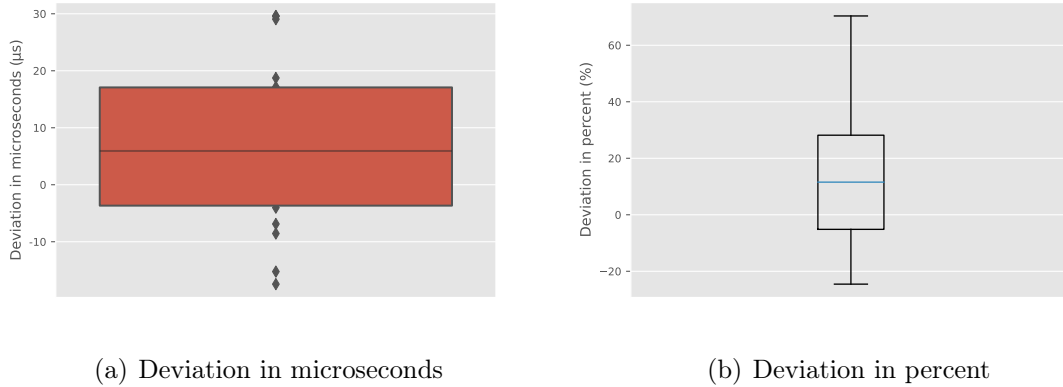 30
20
10
0
-10
Deviation in microseconds (µs)
60
40
20
0
−20
Deviation in percent (%)
(a) Deviation in microseconds
(b) Deviation in percent